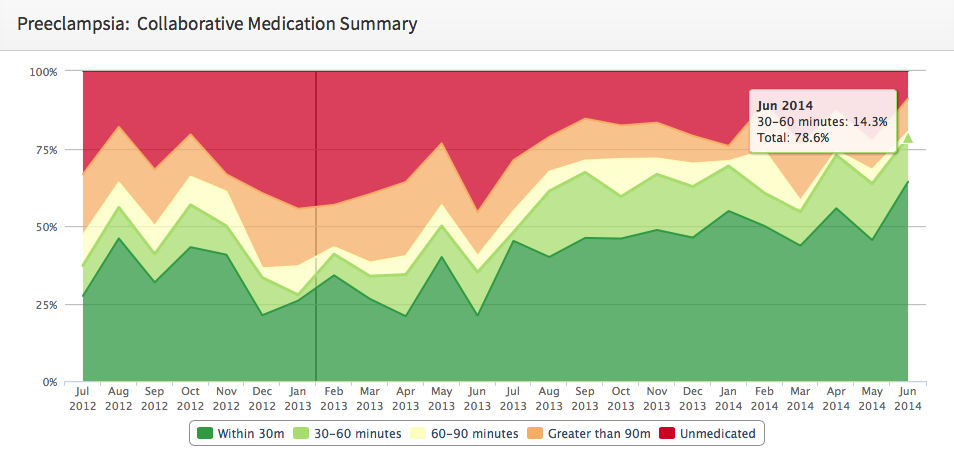 Preeclampsia: Collaborative Medication Summary
100%
75%
50%
25%
0%
Jun 2014
30-60 minutes: 14.3%
Total: 78.6%
Jul Aug Sep Oct Nov Dec Jan Feb Mar Apr May Jun Jul Aug Sep Oct Nov Dec Jan Feb Mar Apr May Jun
2012 2012 2012 2012 2012 2012 2013 2013 2013 2013 2013 2013 2013 2013 2013 2013 2013 2013 2014 2014 2014 2014 2014 2014
Within 30m 30-60 minutes 60-90 minutes Greater than 90m Unmedicated